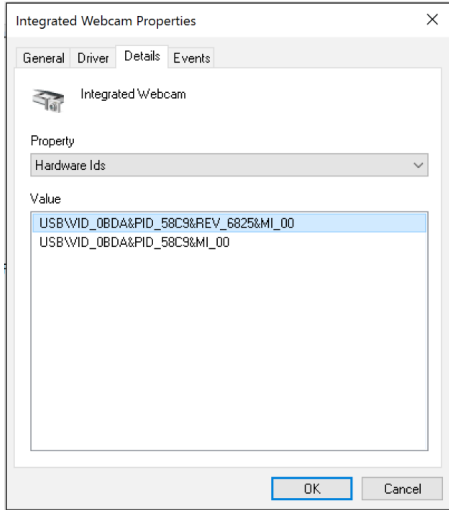 Integrated Webcam Properties
General Driver Details Events
Integrated Webcam
Property
Hardware Ids
Value
USB\VID_0BDA&PID_58C9&REV_6825&MI_00
USB\VID_0BDA&PID_58C9&MI_00
OK Cancel